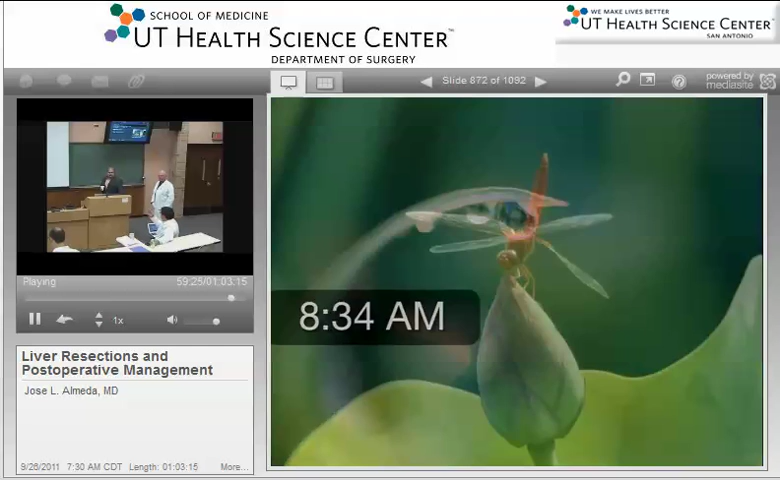 SCHOOL OF MEDICINE
UT HEALTH SCIENCE CENTER™
DEPARTMENT OF SURGERY
WE MAKE LIVES BETTER
UT HEALTH SCIENCE CENTER
SAN ANTONIO
Slide 872 of 1092
powered by
mediasite
Playing
59:25/01:03:15
1x
8:34 AM
Liver Resections and
Postoperative Management
Jose L. Almeda, MD
9/26/2011 7:30 AM CDT Length: 01:03:15 More...